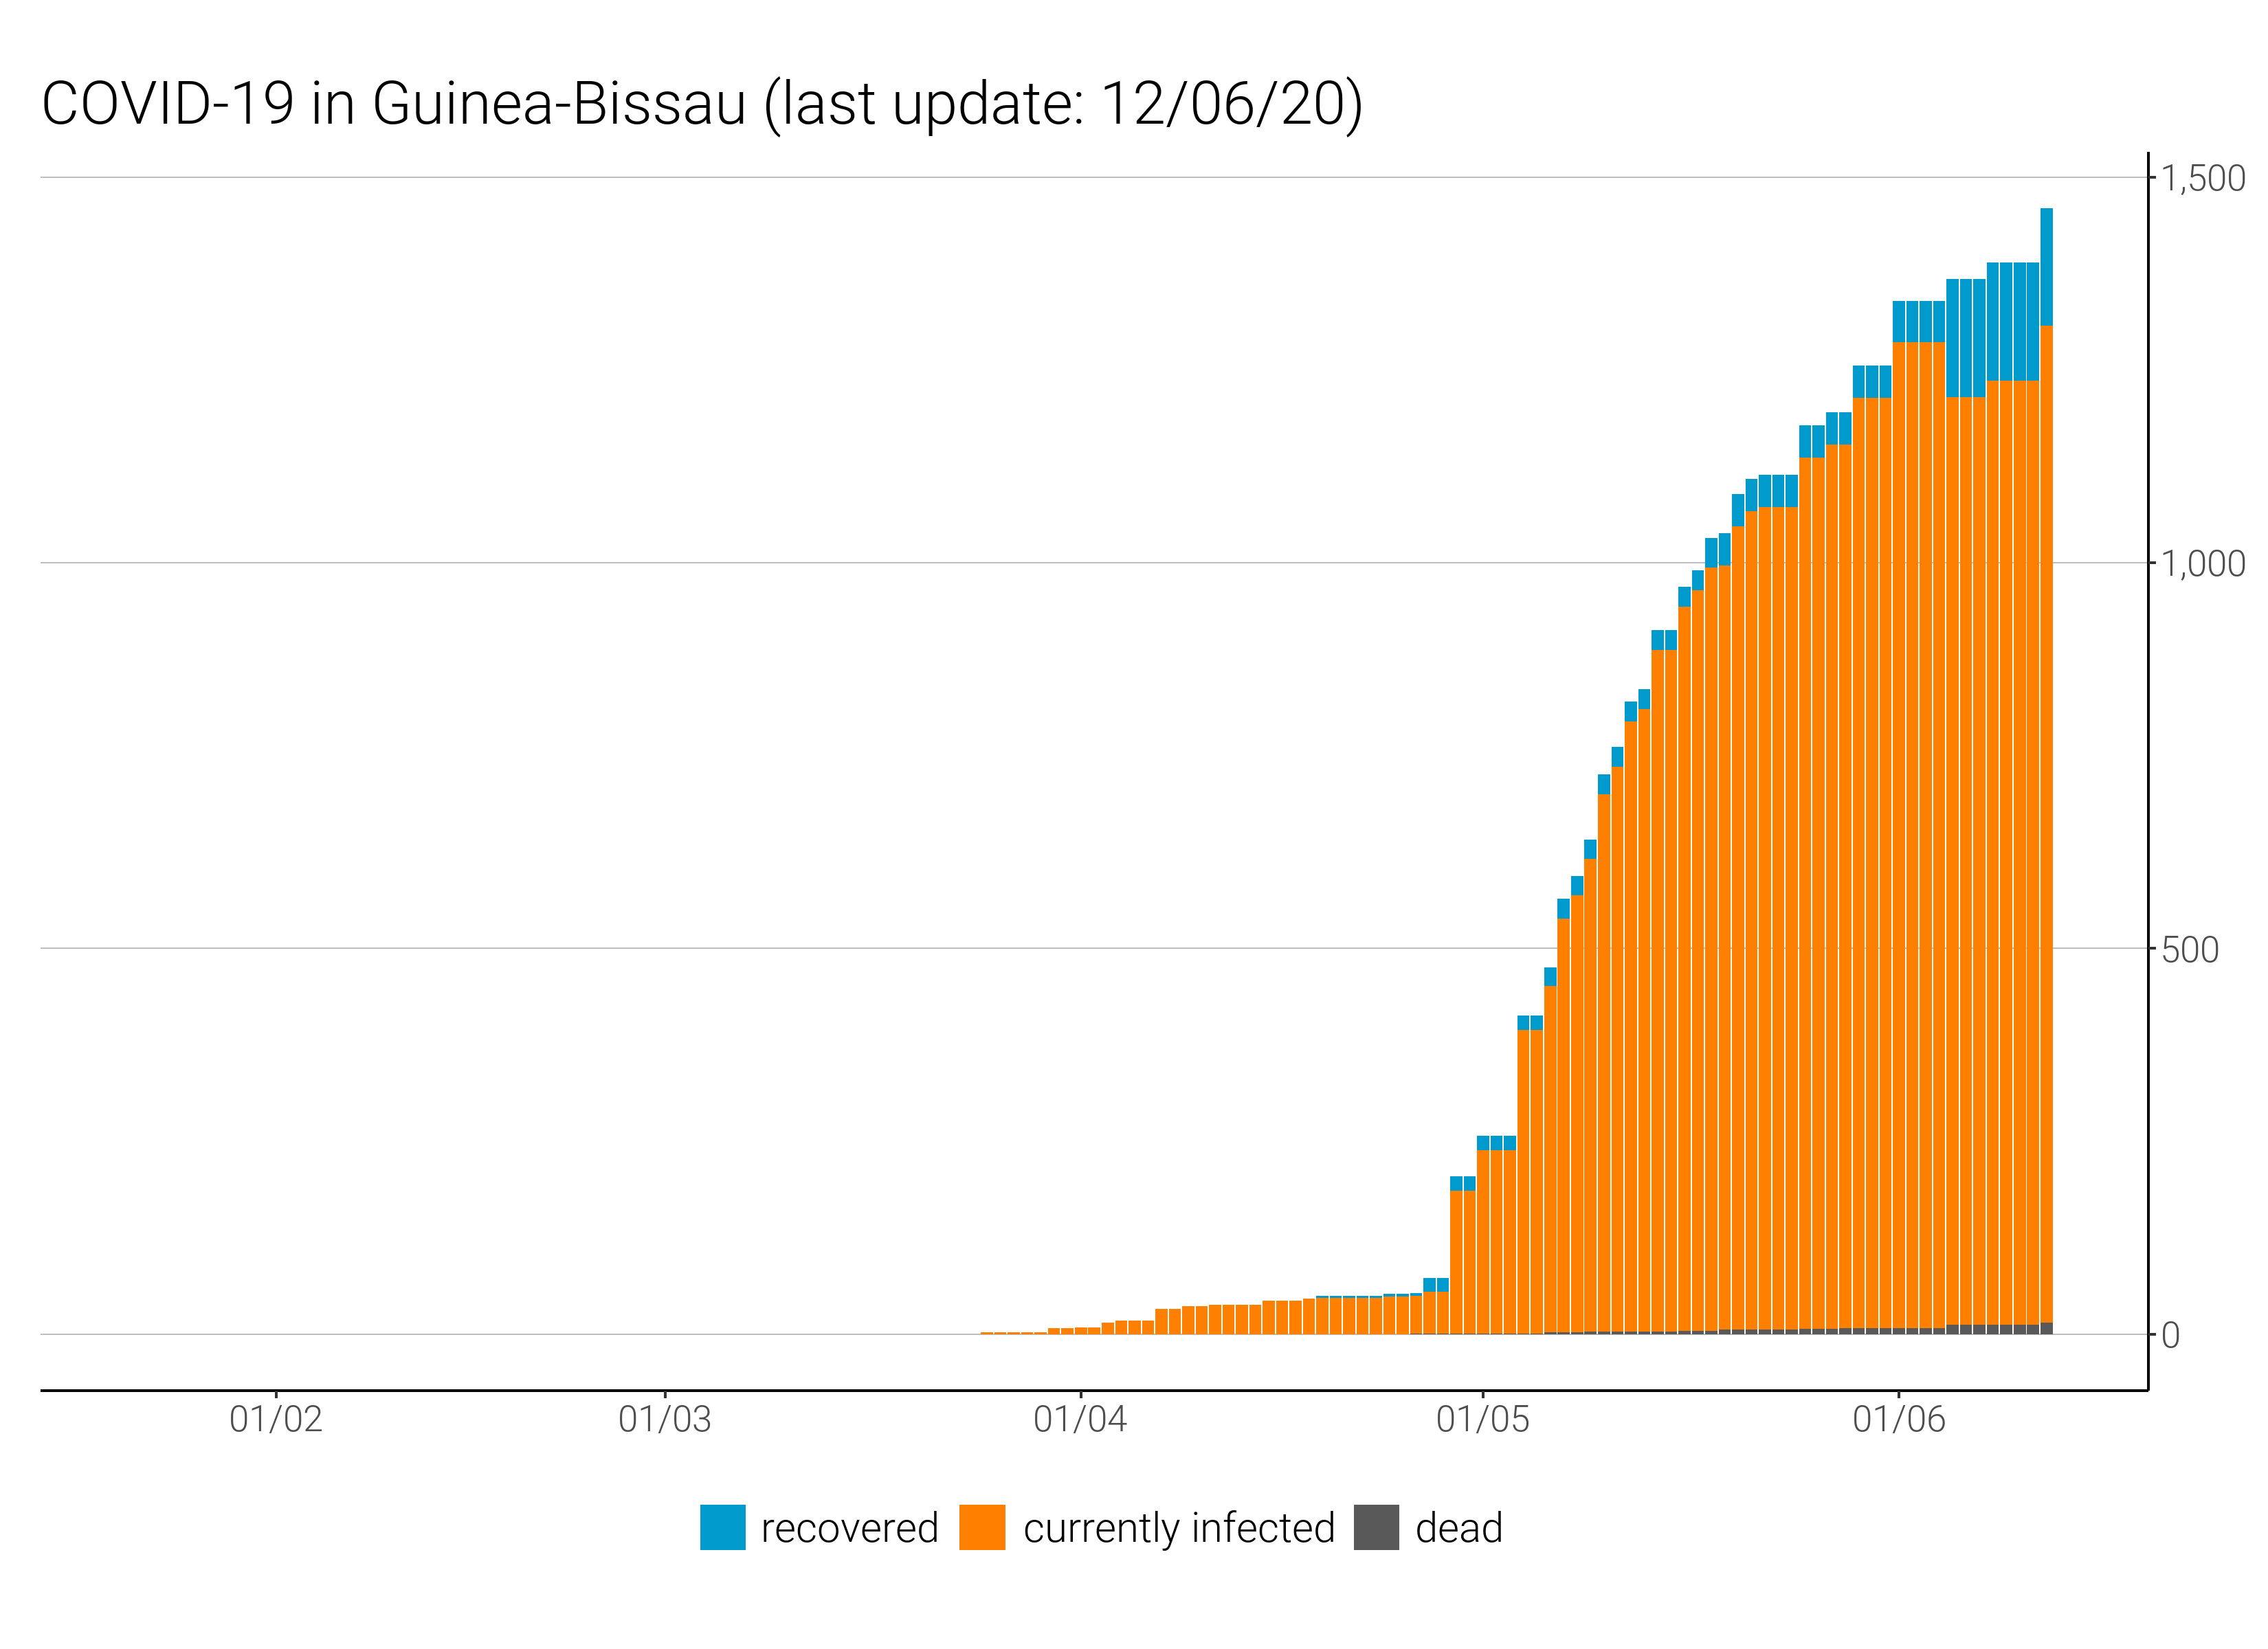 COVID-19 in Guinea-Bissau (last update: 12/06/20)
1,500
1,000
500
0
01/02 01/03 01/04 01/05 01/06
recovered currently infected dead